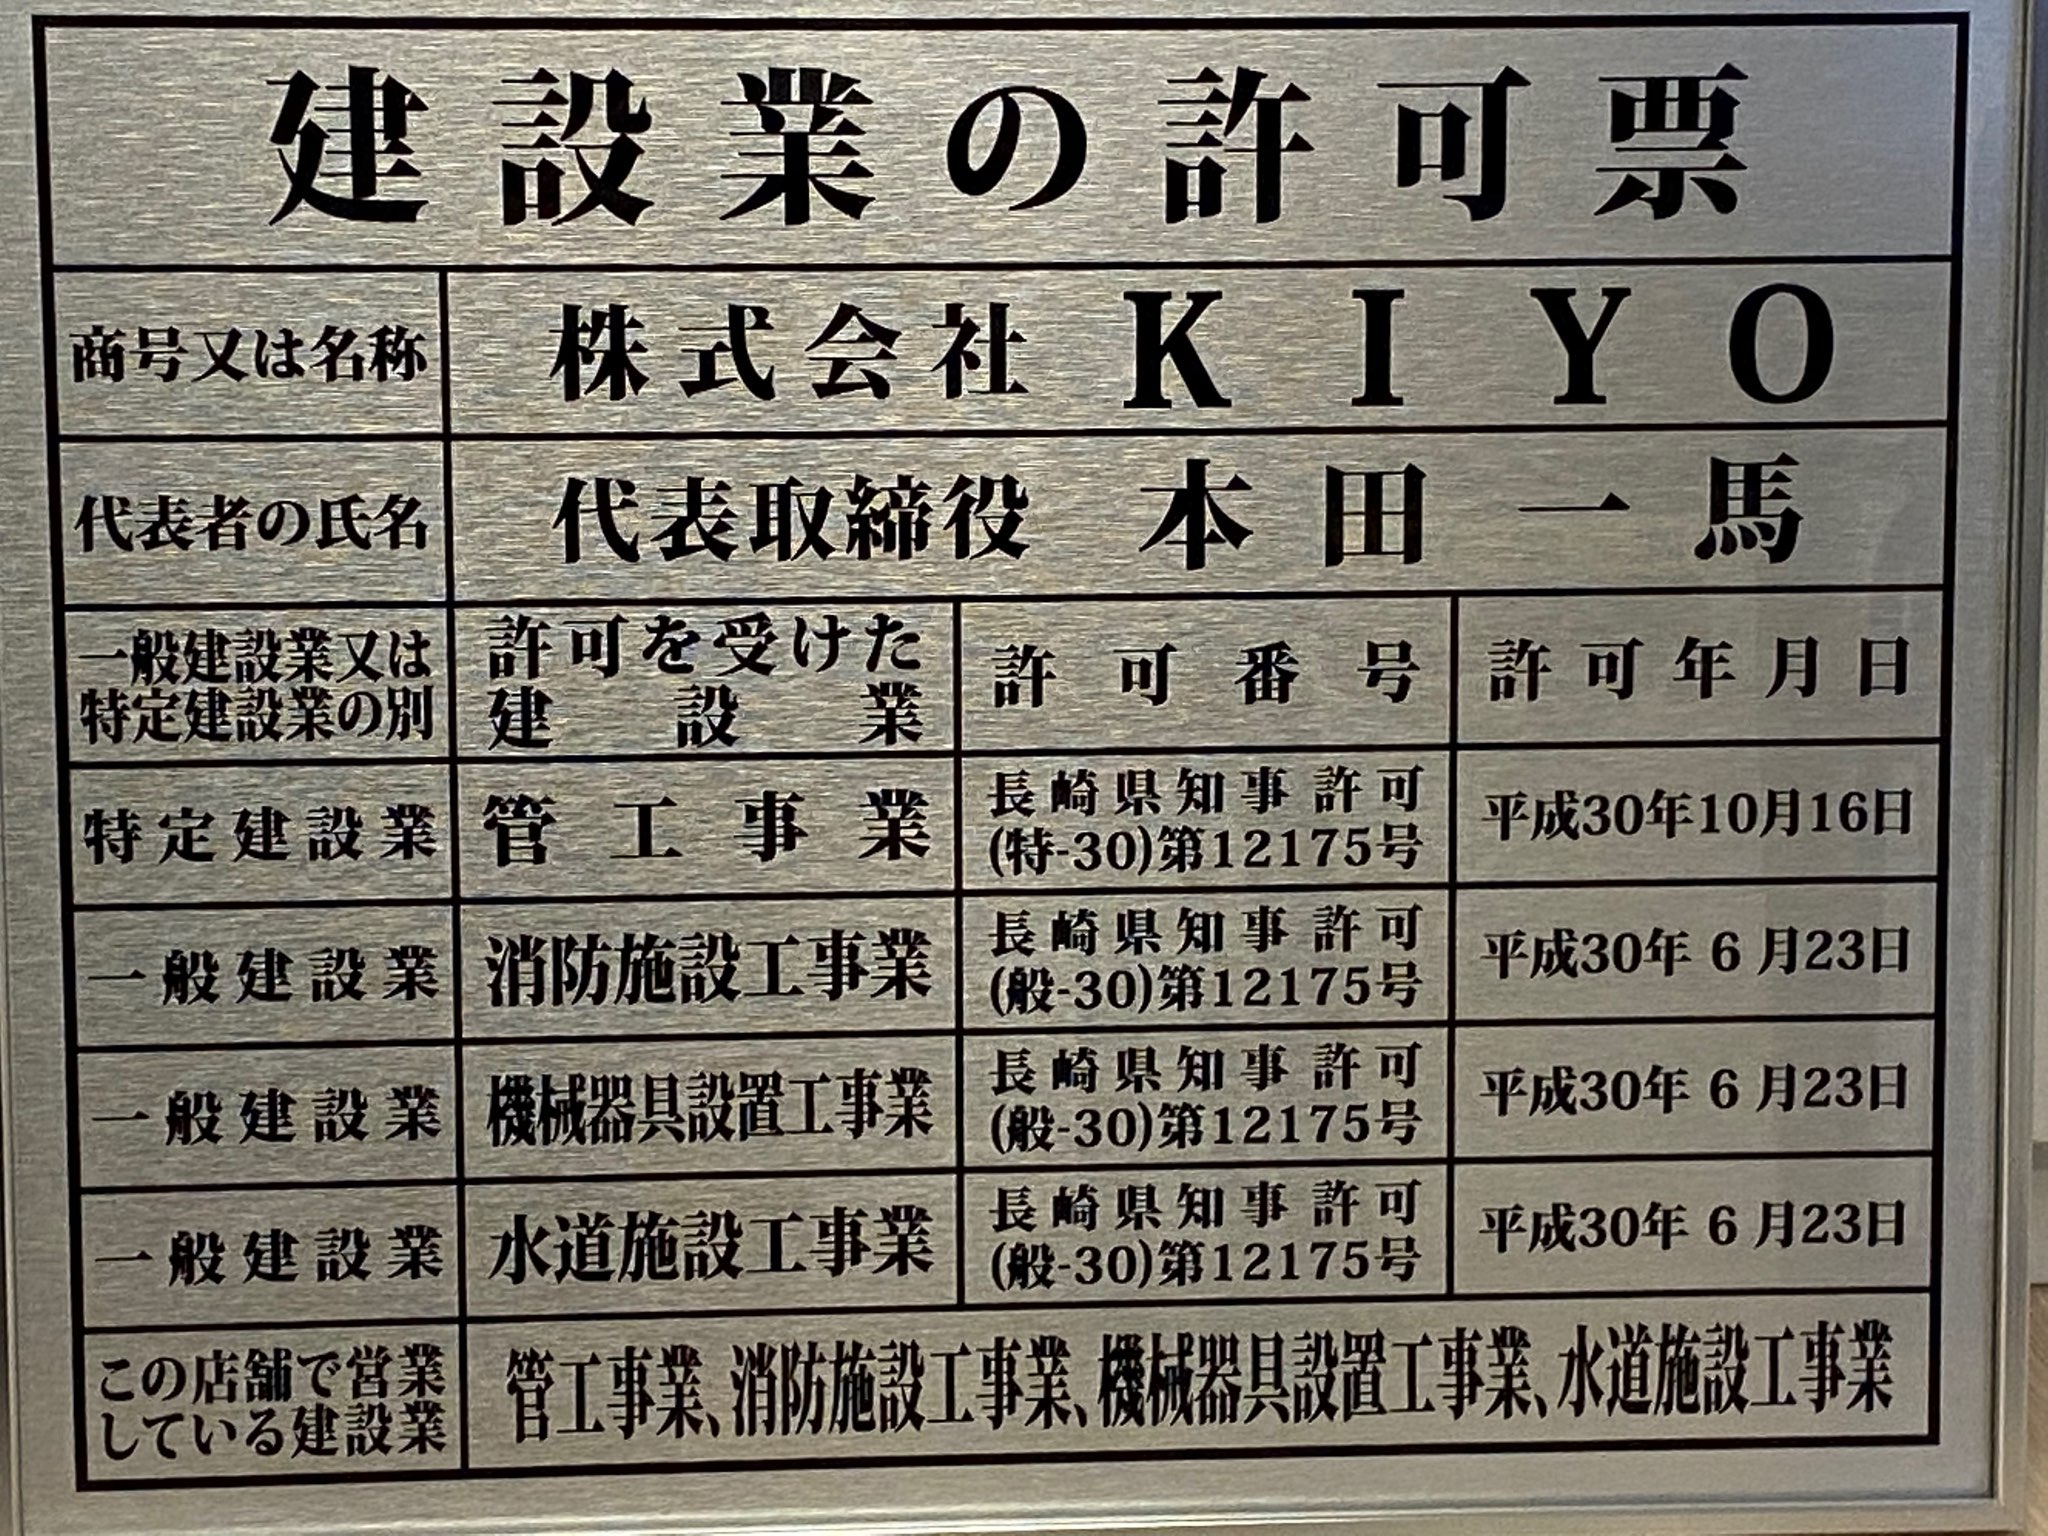 建設業の許可票
商号又は名称 株式会社 KIYO
代表者の氏名 代表取締役 本田一馬
一般建設業又は
特定建設業の別
許可を受けた
建設業
許可番号
許可年月日
特定建設業
管工事業
長崎県知事許可
(特-30)第12175号
平成30年10月16日
一般建設業
消防施設工事業
長崎県知事許可
(般-30)第12175号
平成30年6月23日
一般建設業
機械器具設置工事業
長崎県知事許可
(般-30)第12175号
平成30年6月23日
一般建設業
水道施設工事業
長崎県知事許可
(般-30)第12175号
平成30年6月23日
この店舗で営業
している建設業
管工事業、消防施設工事業、機械器具設置工事業、水道施設工事業